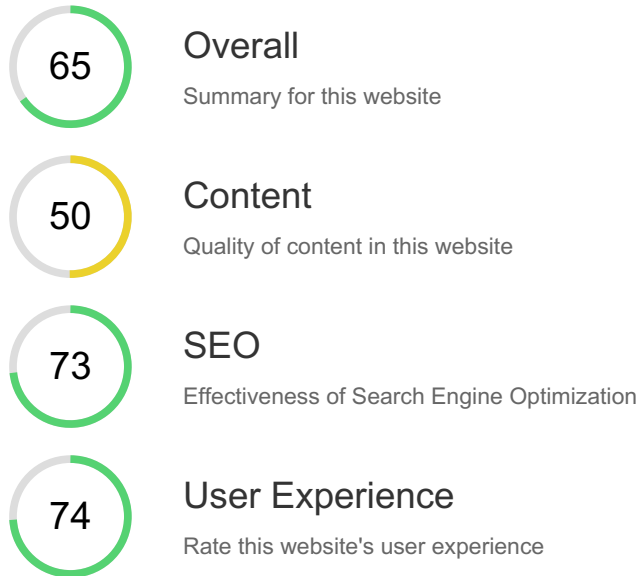 65
Overall
Summary for this website
50
Content
Quality of content in this website
73
SEO
Effectiveness of Search Engine Optimization
74
User Experience
Rate this website's user experience